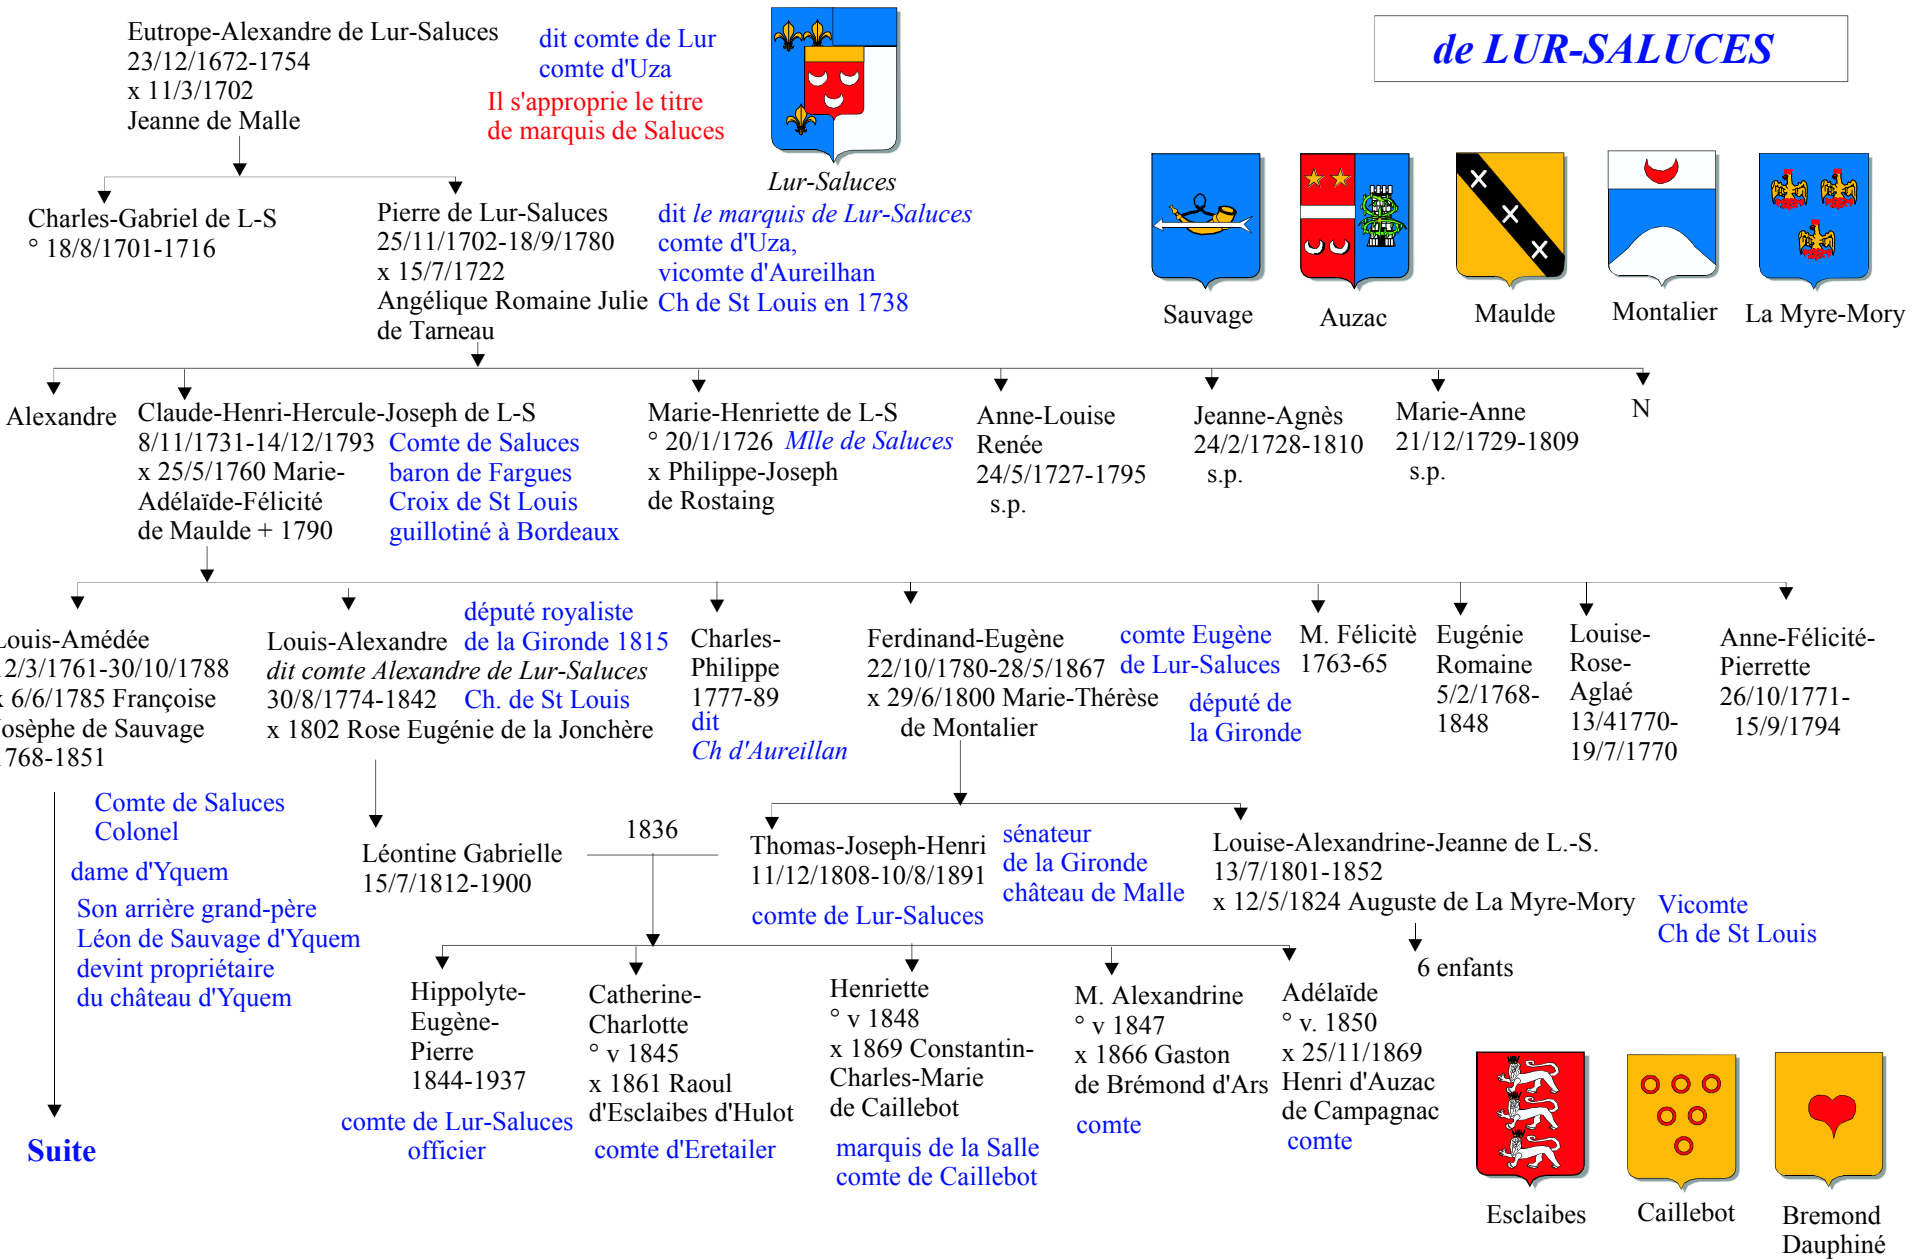 de LUR-SALUCES
Eutrope-Alexandre de Lur-Saluces
23/12/1672-1754
x 11/3/1702
Jeanne de Malle
dit comte de Lur
comte d'Uza
Il s'approprie le titre
de marquis de Saluces
Lur-Saluces
Sauvage
Auzac
Maulde
Montalier
La Myre-Mory
Charles-Gabriel de L-S
° 18/8/1701-1716
Pierre de Lur-Saluces
25/11/1702-18/9/1780
x 15/7/1722
Angélique Romaine Julie
de Tarneau
dit le marquis de Lur-Saluces
comte d'Uza,
vicomte d'Aureilhan
Ch de St Louis en 1738
Alexandre
Claude-Henri-Hercule-Joseph de L-S
8/11/1731-14/12/1793
x 25/5/1760 Marie-
Adélaïde-Félicité
de Maulde + 1790
Comte de Saluces
baron de Fargues
Croix de St Louis
guillotiné à Bordeaux
Marie-Henriette de L-S
° 20/1/1726 Mlle de Saluces
x Philippe-Joseph
de Rostaing
Anne-Louise
Renée
24/5/1727-1795
s.p.
Jeanne-Agnès
24/2/1728-1810
s.p.
Marie-Anne
21/12/1729-1809
s.p.
N
Louis-Amédée
12/3/1761-30/10/1788
x 6/6/1785 Françoise
Josèphe de Sauvage
1768-1851
Comte de Saluces
Colonel
dame d'Yquem
Son arrière grand-père
Léon de Sauvage d'Yquem
devint propriétaire
du château d'Yquem
Suite
Louis-Alexandre
dit comte Alexandre de Lur-Saluces
30/8/1774-1842
x 1802 Rose Eugénie de la Jonchère
député royaliste
de la Gironde 1815
Ch. de St Louis
Charles-
Philippe
1777-89
dit
Ch d'Aureillan
Ferdinand-Eugène
22/10/1780-28/5/1867
x 29/6/1800 Marie-Thérèse
de Montalier
comte Eugène
de Lur-Saluces
député de
la Gironde
M. Félicitè
1763-65
Eugénie
Romaine
5/2/1768-
1848
Louise-
Rose-
Aglaé
13/41770-
19/7/1770
Anne-Félicité-
Pierrette
26/10/1771-
15/9/1794
Léontine Gabrielle
15/7/1812-1900
1836
Thomas-Joseph-Henri
11/12/1808-10/8/1891
comte de Lur-Saluces
sénateur
de la Gironde
château de Malle
Louise-Alexandrine-Jeanne de L.-S.
13/7/1801-1852
x 12/5/1824 Auguste de La Myre-Mory
Vicomte
Ch de St Louis
6 enfants
Hippolyte-
Eugène-
Pierre
1844-1937
comte de Lur-Saluces
officier
Catherine-
Charlotte
° v 1845
x 1861 Raoul
d'Esclaibes d'Hulot
comte d'Eretailer
Henriette
° v 1848
x 1869 Constantin-
Charles-Marie
de Caillebot
marquis de la Salle
comte de Caillebot
M. Alexandrine
° v 1847
x 1866 Gaston
de Brémond d'Ars
comte
Adélaïde
° v. 1850
x 25/11/1869
Henri d'Auzac
de Campagnac
comte
Esclaibes
Caillebot
Bremond
Dauphiné